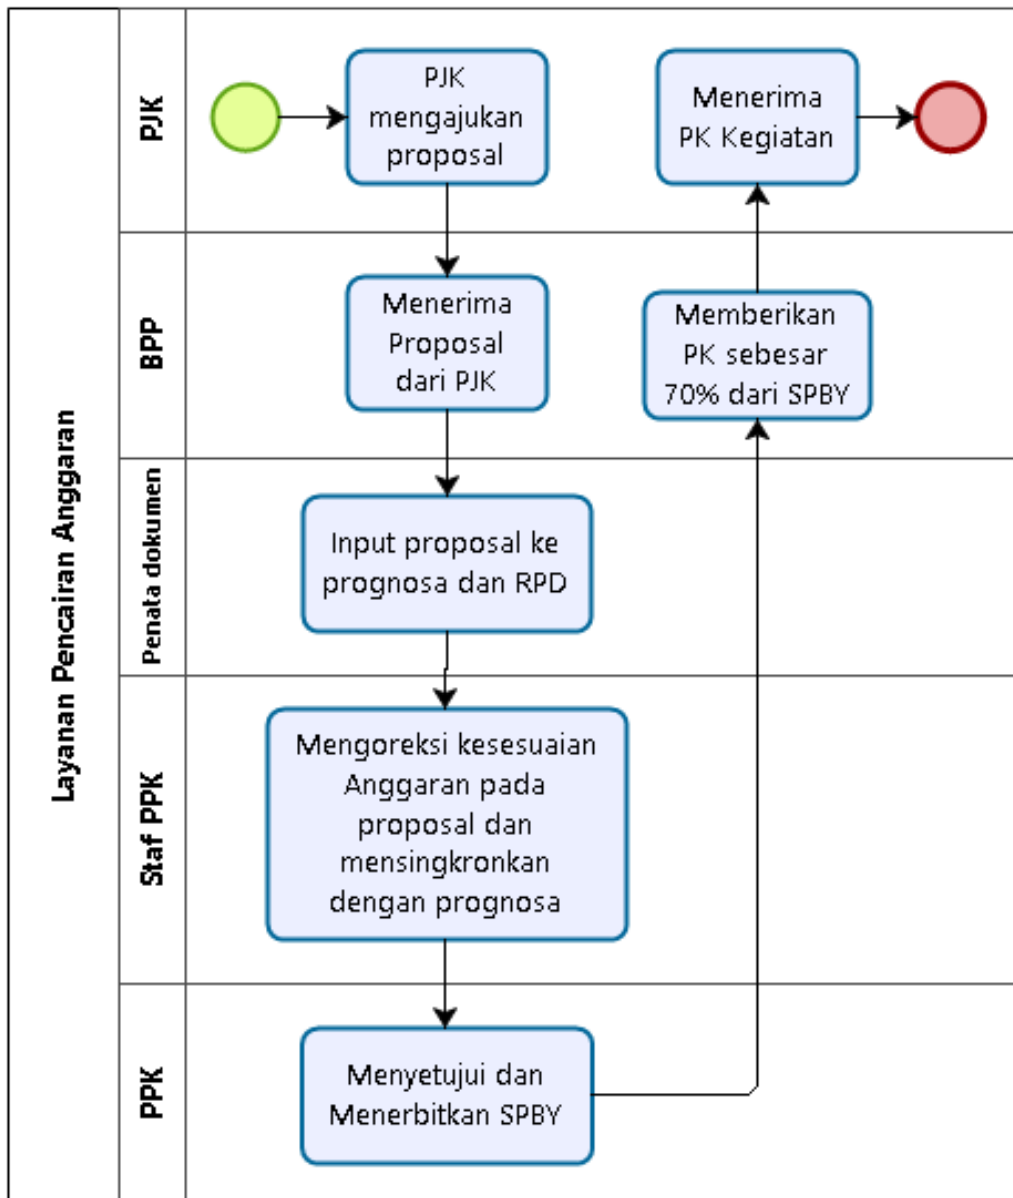 Layanan Pencairan Anggaran
PJK
PJK
mengajukan
proposal
Menerima
PK Kegiatan
BPP
Menerima
Proposal
dari PJK
Memberikan
PK sebesar
70% dari SPBY
Penata dokumen
Input proposal ke
prognosa dan RPD
Staf PPK
Mengoreksi kesesuaian
Anggaran pada
proposal dan
mensingkronkan
dengan prognosa
PPK
Menyetujui dan
Menerbitkan SPBY